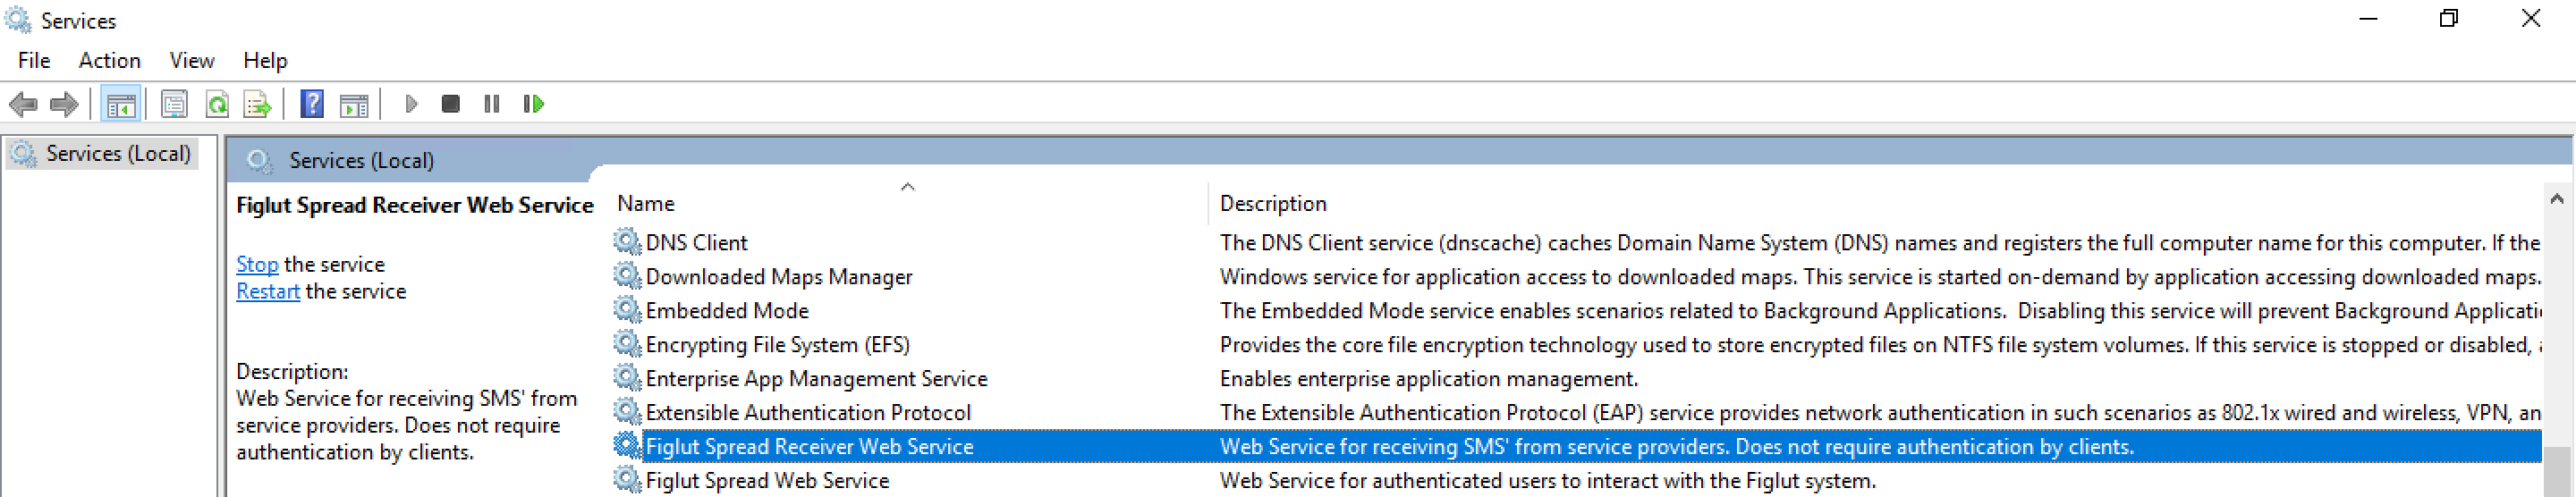 Services
File Action View Help
Services (Local)
Services (Local)
Figlut Spread Receiver Web Service
Stop the service
Restart the service
Description:
Web Service for receiving SMS' from
service providers. Does not require
authentication by clients.
Name Description
DNS Client The DNS Client service (dnscache) caches Domain Name System (DNS) names and registers the full computer name for this computer. If the
Downloaded Maps Manager Windows service for application access to downloaded maps. This service is started on-demand by application accessing downloaded maps.
Embedded Mode The Embedded Mode service enables scenarios related to Background Applications. Disabling this service will prevent Background
Encrypting File System (EFS) Provides the core file encryption technology used to store encrypted files on NTFS file system volumes. If this service is stopped or disabled,
Enterprise App Management Service Enables enterprise application management.
Extensible Authentication Protocol The Extensible Authentication Protocol (EAP) service provides network authentication in such scenarios as 802.1x wired and wireless, VPN, an
Figlut Spread Receiver Web Service Web Service for receiving SMS' from service providers. Does not require authentication by clients.
Figlut Spread Web Service Web Service for authenticated users to interact with the Figlut system.